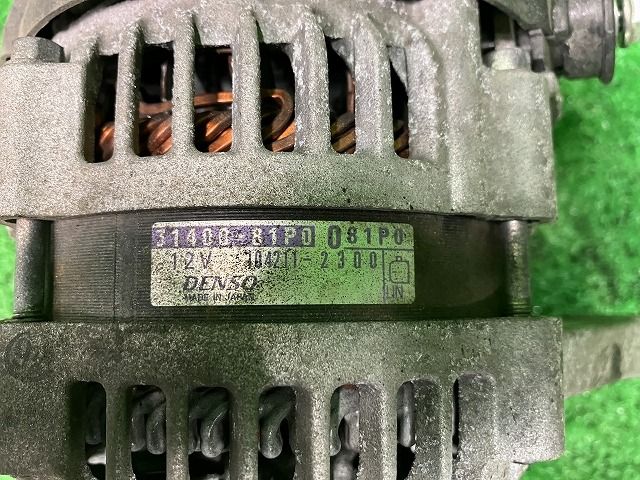 31400-81P0 081P0
12V 104211-2300
DENSO
MADE IN JAPAN